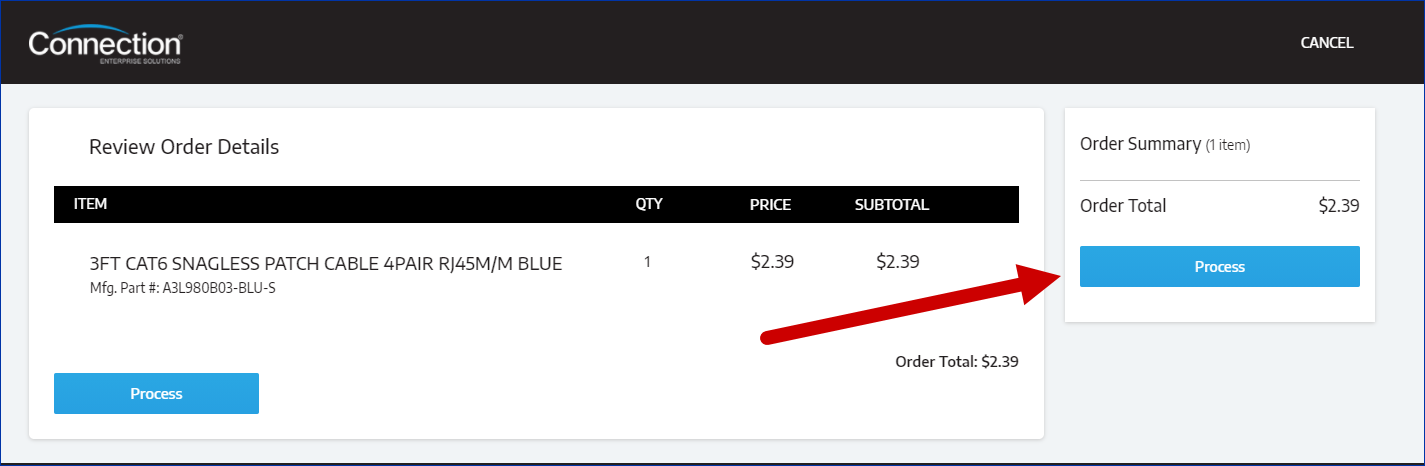 Connection®
ENTERPRISE SOLUTIONS
CANCEL
Review Order Details
ITEM QTY PRICE SUBTOTAL
3FT CAT6 SNAGLESS PATCH CABLE 4PAIR RJ45M/M BLUE 1 $2.39 $2.39
Mfg. Part #: A3L980B03-BLU-S
Order Total: $2.39
Process
Order Summary (1 item)
Order Total $2.39
Process